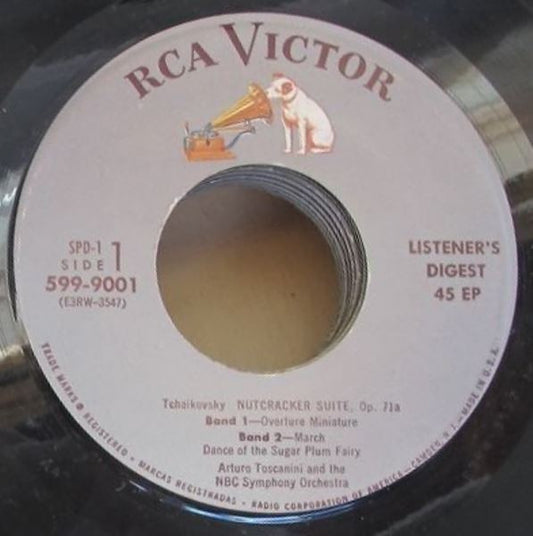 RCA VICTOR
SPD-1
SIDE 1
599-9001
(E3RW-3547)
LISTENER'S
DIGEST
45 EP
Tchaikovsky NUTCRACKER SUITE, Op. 71a
Band 1—Overture Miniature
Band 2—March
Dance of the Sugar Plum Fairy
Arturo Toscanini and the
NBC Symphony Orchestra
TRADE MARKS ® REGISTERED - MARCAS REGISTRADAS - RADIO CORPORATION OF AMERICA - CAMDEN, N.J. - MADE IN U.S.A.